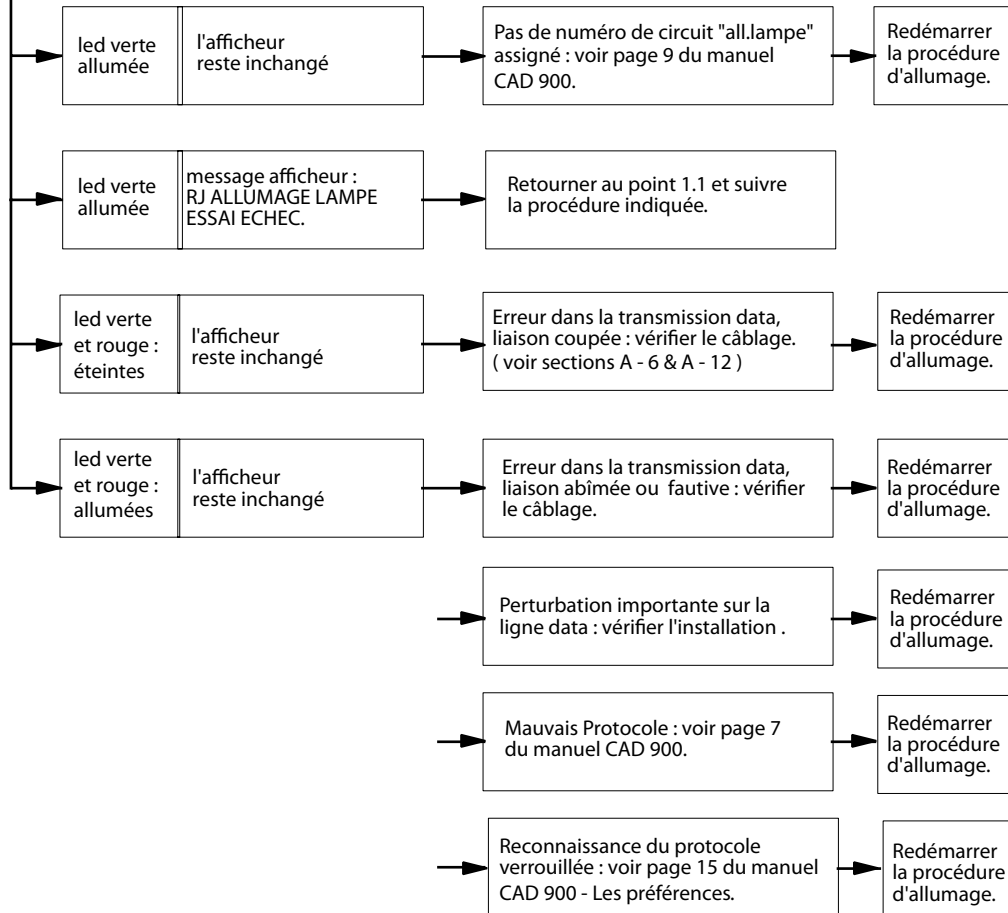 led verte
allumée
l'afficheur
reste inchangé
Pas de numéro de circuit "all.lampe"
assigné : voir page 9 du manuel
CAD 900.
Redémarrer
la procédure
d'allumage.
led verte
allumée
message afficheur :
RJ ALLUMAGE LAMPE
ESSAI ECHEC.
Retourner au point 1.1 et suivre
la procédure indiquée.
led verte
et rouge :
éteintes
l'afficheur
reste inchangé
Erreur dans la transmission data,
liaison coupée : vérifier le câblage.
( voir sections A - 6 & A - 12 )
Redémarrer
la procédure
d'allumage.
led verte
et rouge :
allumées
l'afficheur
reste inchangé
Erreur dans la transmission data,
liaison abîmée ou fautive : vérifier
le câblage.
Redémarrer
la procédure
d'allumage.
Perturbation importante sur la
ligne data : vérifier l'installation .
Redémarrer
la procédure
d'allumage.
Mauvais Protocole : voir page 7
du manuel CAD 900.
Redémarrer
la procédure
d'allumage.
Reconnaissance du protocole
verrouillée : voir page 15 du manuel
CAD 900 - Les préférences.
Redémarrer
la procédure
d'allumage.